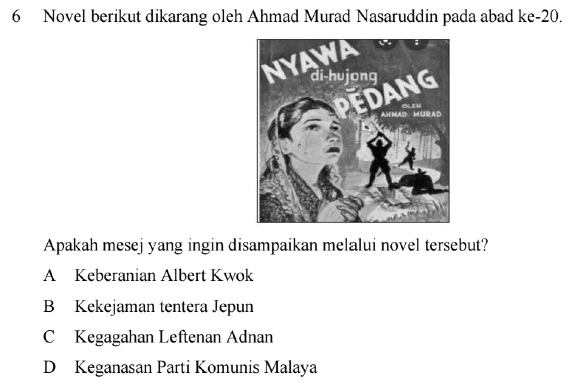 6 Novel berikut dikarang oleh Ahmad Murad Nasaruddin pada abad ke-20.
NYAWA
di-hujong
PEDANG
OLEH
AHMAD MURAD
Apakah mesej yang ingin disampaikan melalui novel tersebut?
A Keberanian Albert Kwok
B Kekejaman tentera Jepun
C Kegagahan Leftenan Adnan
D Keganasan Parti Komunis Malaya